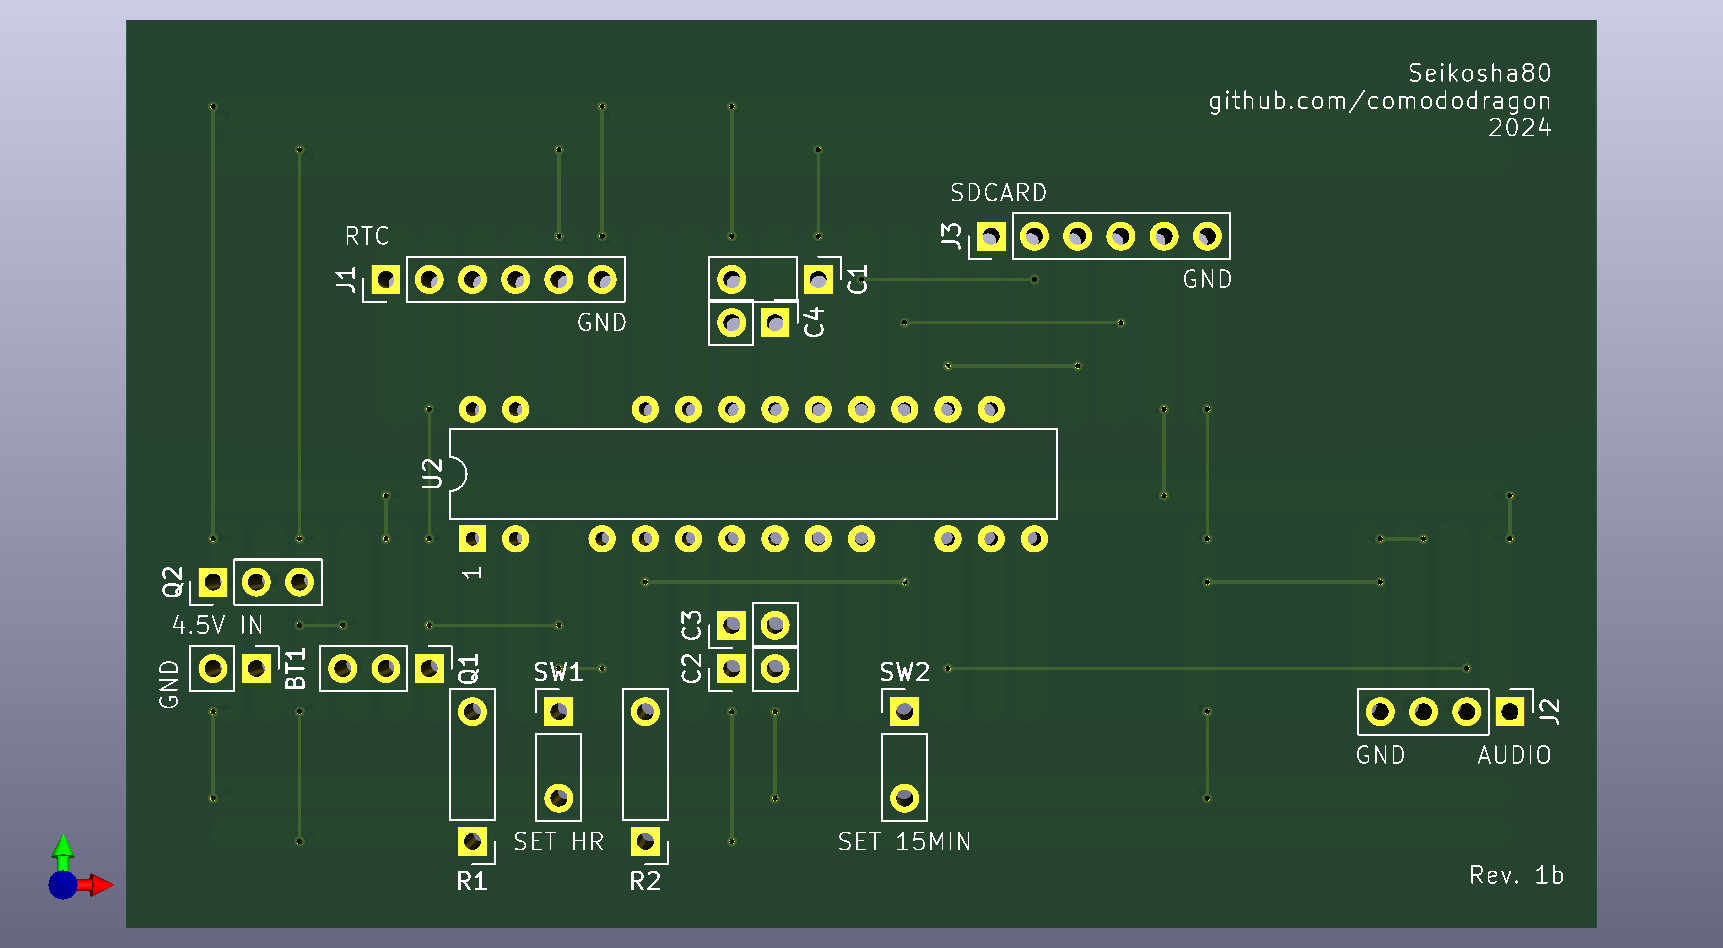 Seikosha80
github.com/comododragon
2024
SDCARD
J3
GND
RTC
J1
GND
C1
C4
U2
1
Q2
4.5V IN
GND
BT1
Q1
SW1
C3
C2
SW2
J2
GND
AUDIO
SET HR
SET 15MIN
R1
R2
Rev. 1b